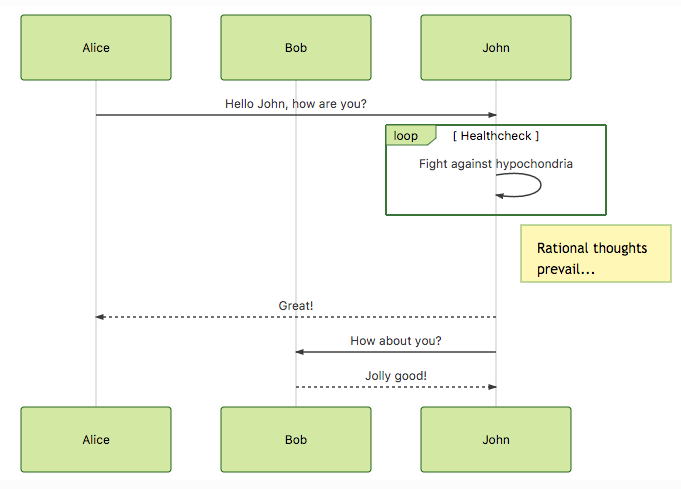 Alice Bob John
Hello John, how are you?
loop [ Healthcheck ]
Fight against hypochondria
Rational thoughts
prevail...
Great!
How about you?
Jolly good!
Alice Bob John